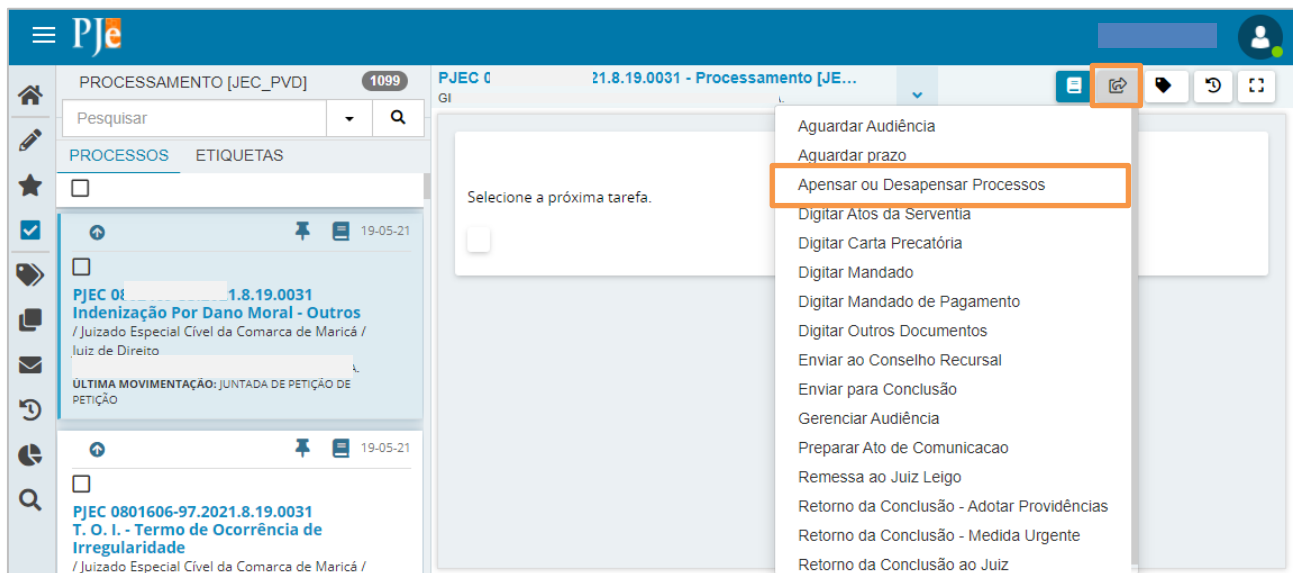 PJe
PROCESSAMENTO [JEC_PVD]
1099
Pesquisar
PROCESSOS ETIQUETAS
19-05-21
PJEC 08 1.8.19.0031
Indenização Por Dano Moral - Outros
/ Juizado Especial Cível da Comarca de Maricá /
Juiz de Direito
ÚLTIMA MOVIMENTAÇÃO: JUNTADA DE PETIÇÃO DE
PETIÇÃO
19-05-21
PJEC 0801606-97.2021.8.19.0031
T. O. I. - Termo de Ocorrência de
Irregularidade
/ Juizado Especial Cível da Comarca de Maricá /
PJEC 0 21.8.19.0031 - Processamento [JE...
GI
Selecione a próxima tarefa.
Aguardar Audiência
Aguardar prazo
Apensar ou Desapensar Processos
Digitar Atos da Serventia
Digitar Carta Precatória
Digitar Mandado
Digitar Mandado de Pagamento
Digitar Outros Documentos
Enviar ao Conselho Recursal
Enviar para Conclusão
Gerenciar Audiência
Preparar Ato de Comunicacao
Remessa ao Juiz Leigo
Retorno da Conclusão - Adotar Providências
Retorno da Conclusão - Medida Urgente
Retorno da Conclusão ao Juiz